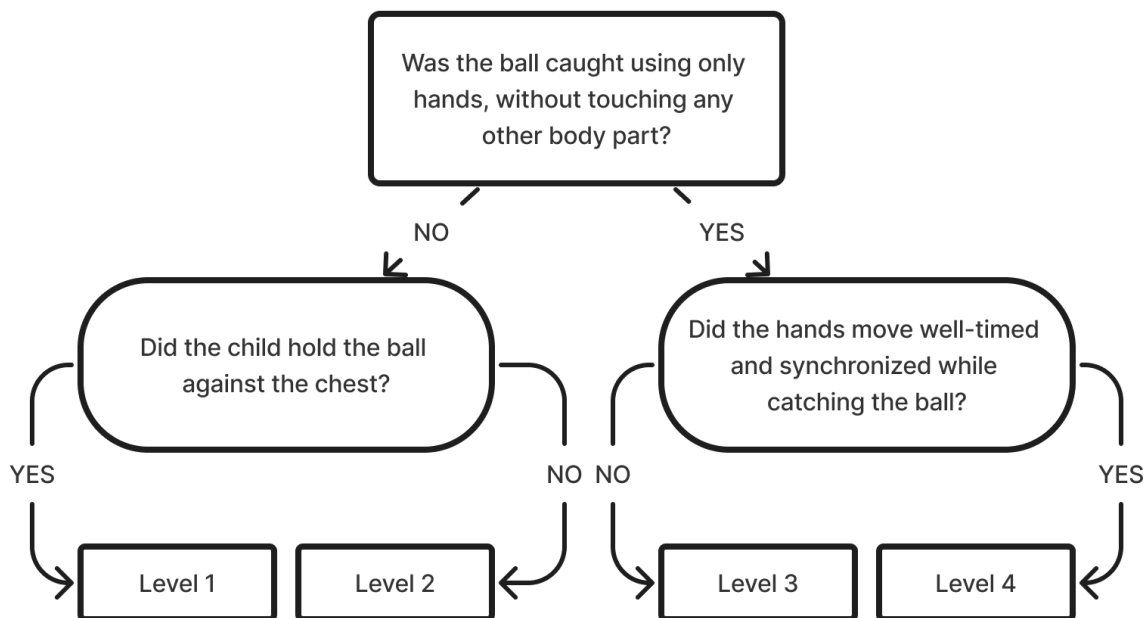 Was the ball caught using only
hands, without touching any
other body part?
NO
YES
Did the child hold the ball
against the chest?
Did the hands move well-timed
and synchronized while
catching the ball?
YES
NO
NO
YES
Level 1
Level 2
Level 3
Level 4